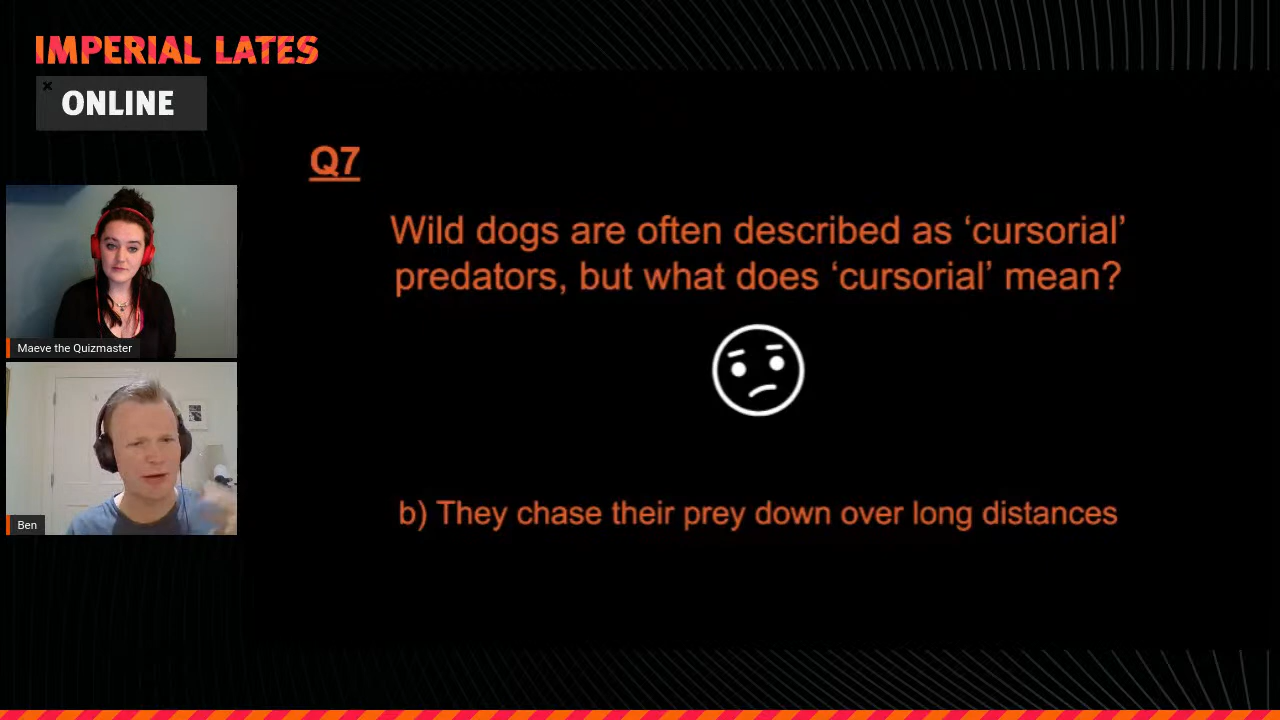 IMPERIAL LATES
ONLINE
Q7
Wild dogs are often described as ‘cursorial’
predators, but what does ‘cursorial’ mean?
Maeve the Quizmaster
b) They chase their prey down over long distances
Ben